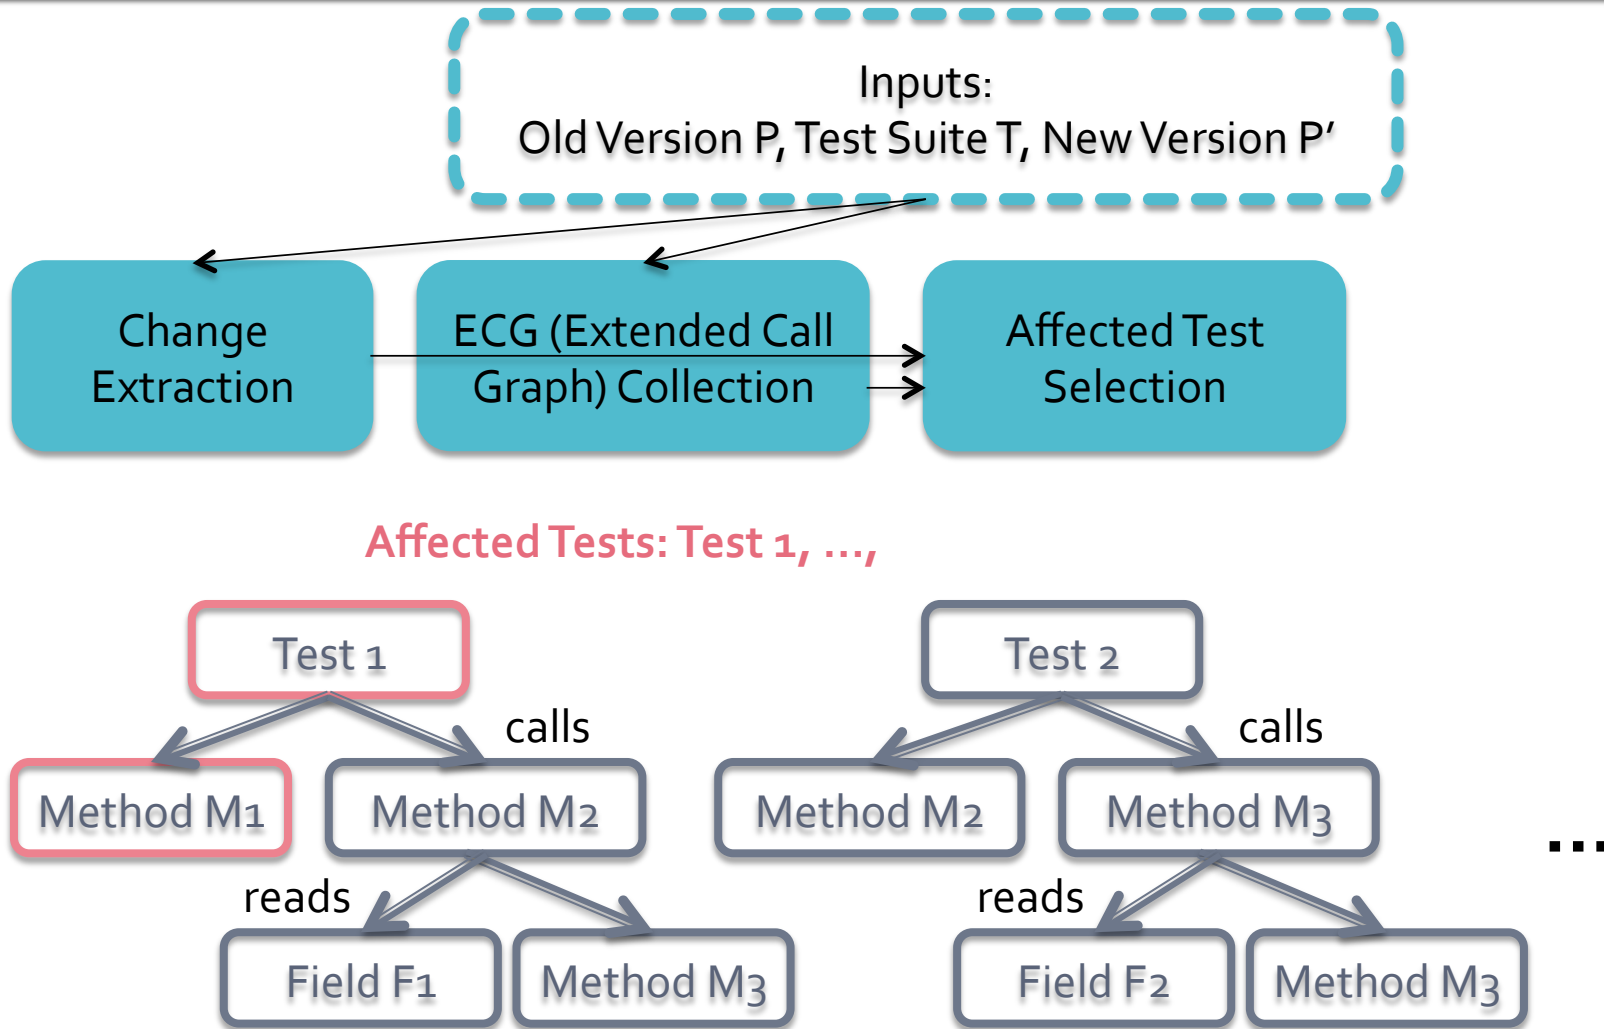 Inputs:
Old Version P, Test Suite T, New Version P'
Change
Extraction
ECG (Extended Call
Graph) Collection
Affected Test
Selection
Affected Tests: Test 1, ...,
Test 1
Test 2
calls
calls
Method M1
Method M2
Method M2
Method M3
...
reads
reads
Field F1
Method M3
Field F2
Method M3